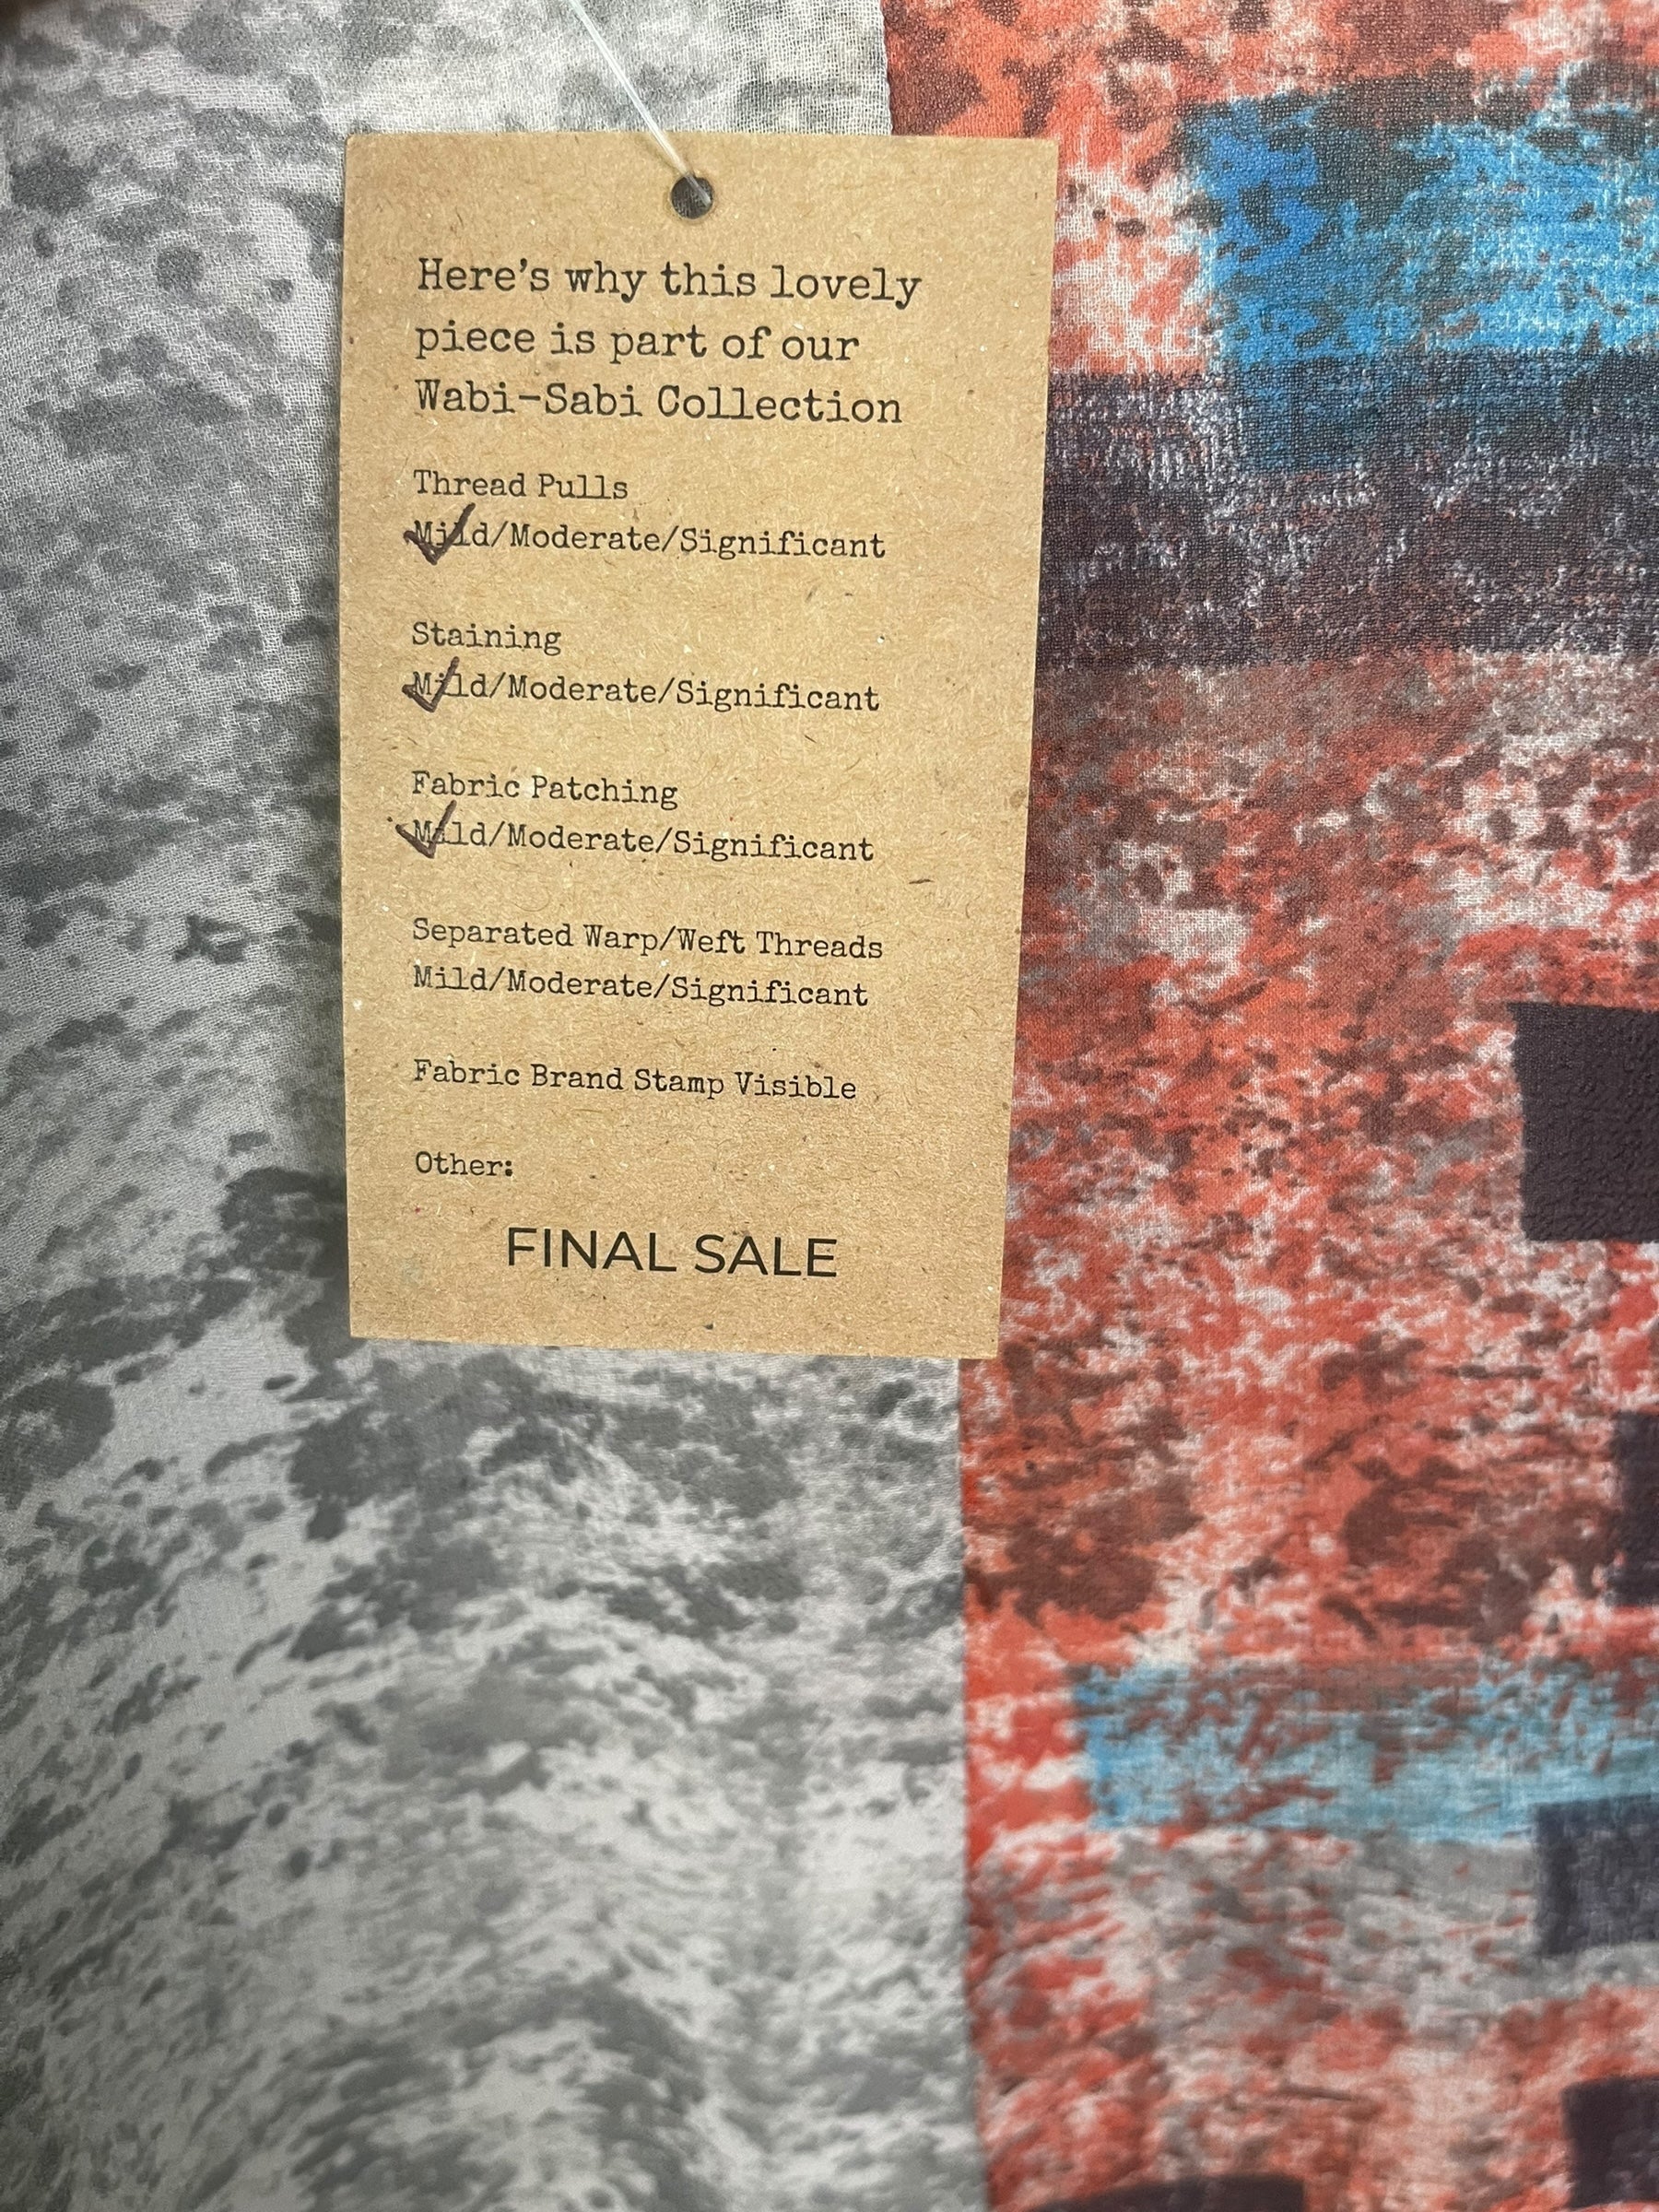 Here's why this lovely
piece is part of our
Wabi-Sabi Collection
Thread Pulls
Mild/Moderate/Significant
Staining
Mild/Moderate/Significant
Fabric Patching
Mild/Moderate/Significant
Separated Warp/Weft Threads
Mild/Moderate/Significant
Fabric Brand Stamp Visible
Other:
FINAL SALE